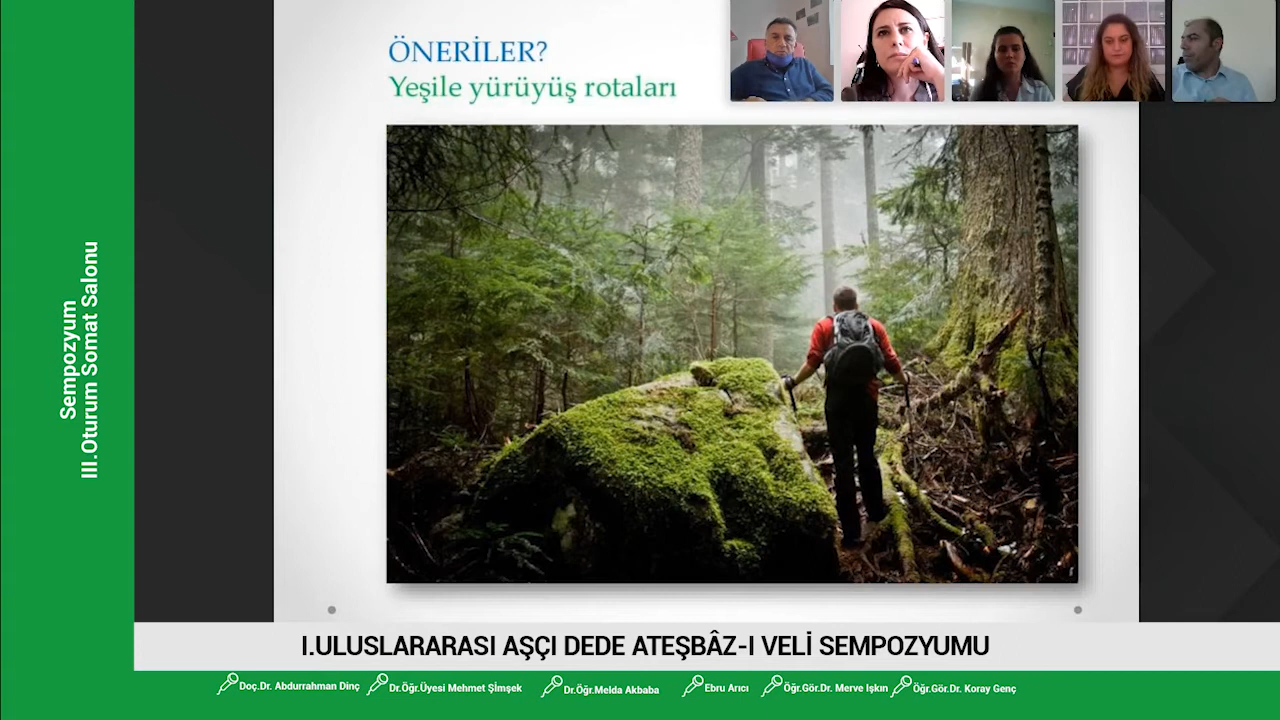 ÖNERİLER?
Yeşile yürüyüş rotaları
Sempozyum
III.Oturum Somat Salonu
I.ULUSLARARASI AŞÇI DEDE ATEŞBÂZ-I VELİ SEMPOZYUMU
Doç.Dr. Abdurrahman Dinç
Dr.Öğr.Üyesi Mehmet Şİmşek
Dr.Öğr.Melda Akbaba
Ebru Arıcı
Öğr.Gör.Dr. Merve Işkın
Öğr.Gör.Dr. Koray Genç